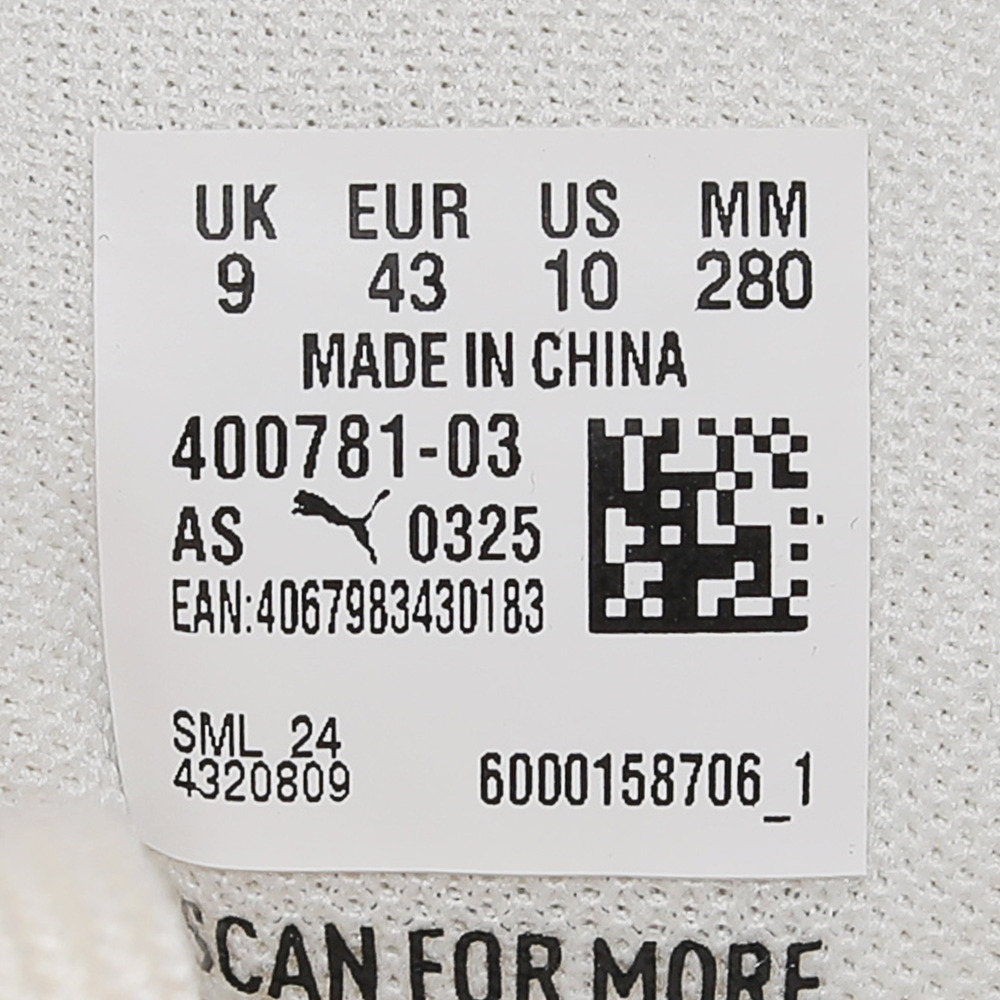 UK EUR US MM
9 43 10 280
MADE IN CHINA
400781-03
AS 0325
EAN:4067983430183
SML 24
4320809
6000158706_1
SCAN FOR MORE